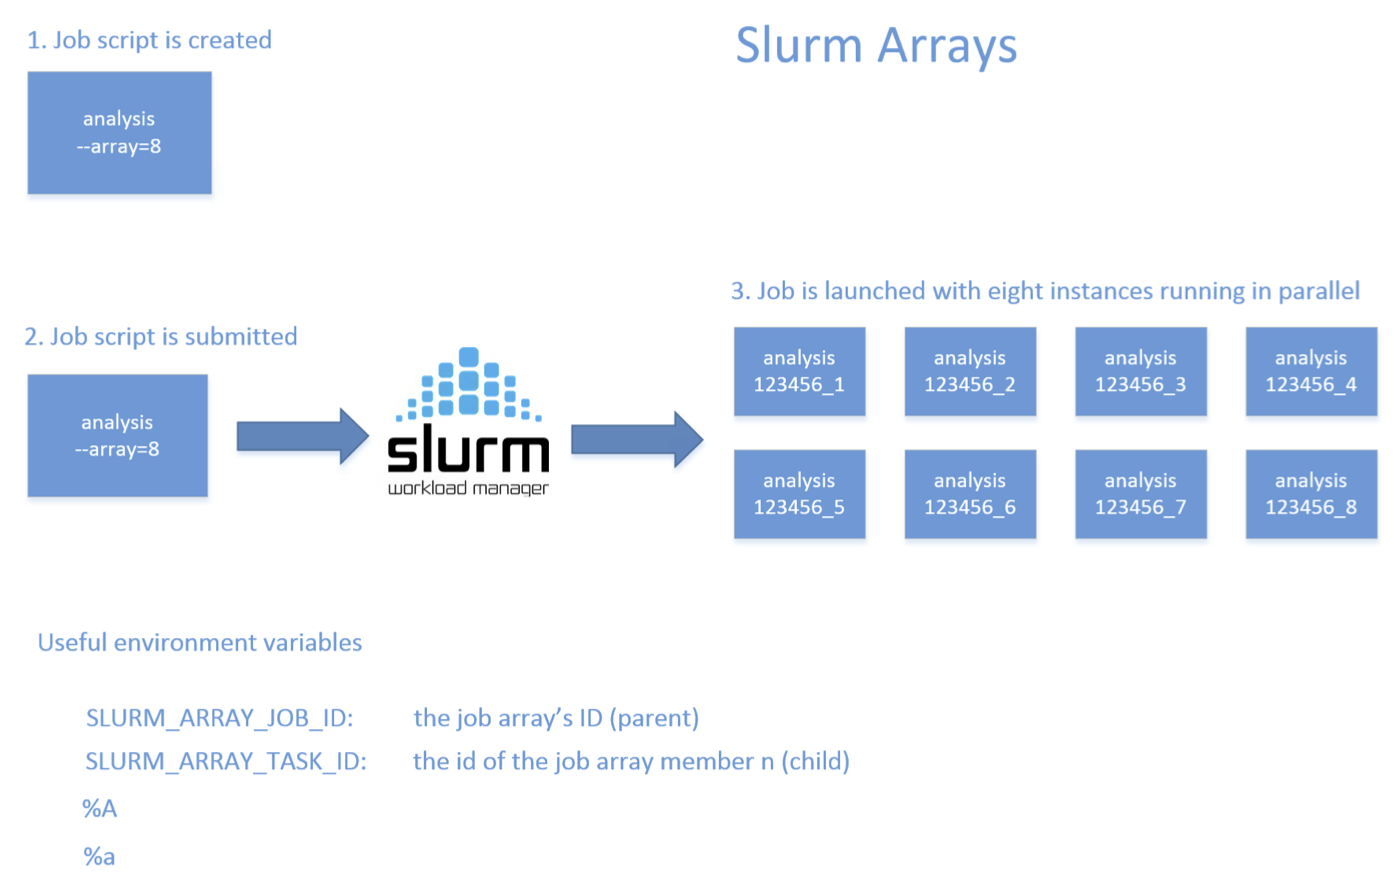 1. Job script is created
Slurm Arrays
analysis
--array=8
2. Job script is submitted
analysis
--array=8
slurm
workload manager
3. Job is launched with eight instances running in parallel
analysis
123456_1
analysis
123456_2
analysis
123456_3
analysis
123456_4
analysis
123456_5
analysis
123456_6
analysis
123456_7
analysis
123456_8
Useful environment variables
SLURM_ARRAY_JOB_ID: the job array’s ID (parent)
SLURM_ARRAY_TASK_ID: the id of the job array member n (child)
%A
%a